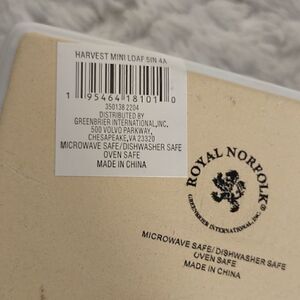 HARVEST MINI LOAF 5IN 4A
1 95464 18101 0
350138 2204
DISTRIBUTED BY
GREENBRIER INTERNATIONAL,INC.
500 VOLVO PARKWAY,
CHESAPEAKE,VA 23320
MICROWAVE SAFE/DISHWASHER SAFE
OVEN SAFE
MADE IN CHINA
ROYAL NORFOLK®
GREENBRIER INTERNATIONAL, INC.
MICROWAVE SAFE/ DISHWASHER SAFE
OVEN SAFE
MADE IN CHINA